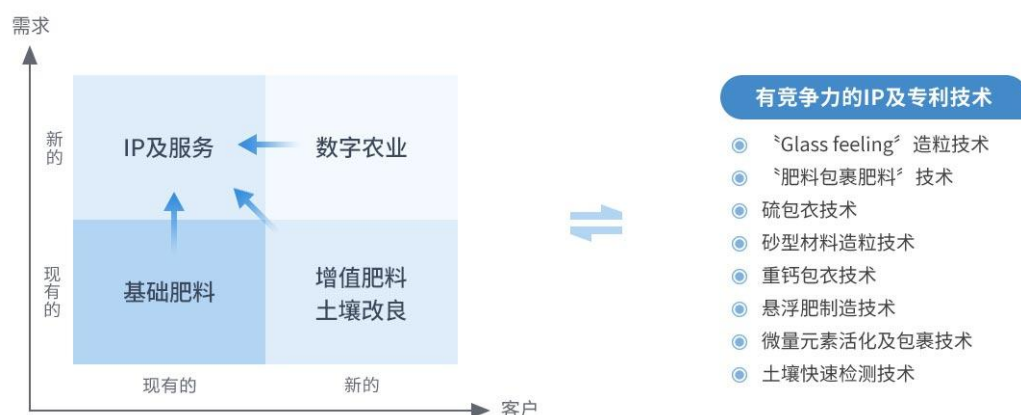 需求
新的
IP及服务
数字农业
现有的
基础肥料
增值肥料
土壤改良
现有的
新的
客户
有竞争力的IP及专利技术
〝Glass feeling〞造粒技术
〝肥料包裹肥料〞技术
硫包衣技术
砂型材料造粒技术
重钙包衣技术
悬浮肥制造技术
微量元素活化及包裹技术
土壤快速检测技术